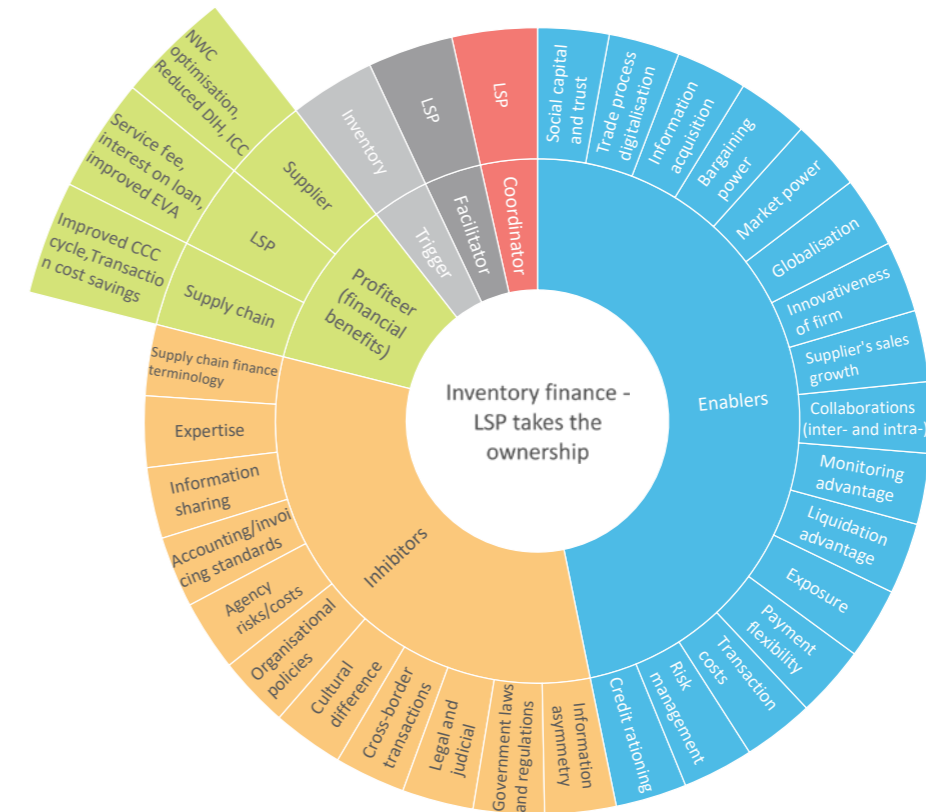 Inventory finance -
LSP takes the
ownership
Enablers
Social capital
and trust
Trade process
digitalisation
Information
acquisition
Bargaining
power
Market power
Globalisation
Innovativeness
of firm
Supplier's sales
growth
Collaborations
(inter- and intra-)
Monitoring
advantage
Liquidation
advantage
Exposure
Payment
flexibility
Transaction
costs
Risk
management
Credit rationing
Inhibitors
Information
asymmetry
Government laws
and regulations
Legal and
judicial
Cross-border
transactions
Cultural
difference
Organisational
policies
Agency
risks/costs
Accounting/invoi
cing standards
Information
sharing
Expertise
Supply chain finance
terminology
Profiteer
(financial
benefits)
Supply chain
Improved CCC
cycle,Transactio
n cost savings
LSP
Service fee,
interest on loan,
improved EVA
Supplier
NWC
optimisation,
Reduced DIH, ICC
Trigger
Inventory
Facilitator
LSP
Coordinator
LSP